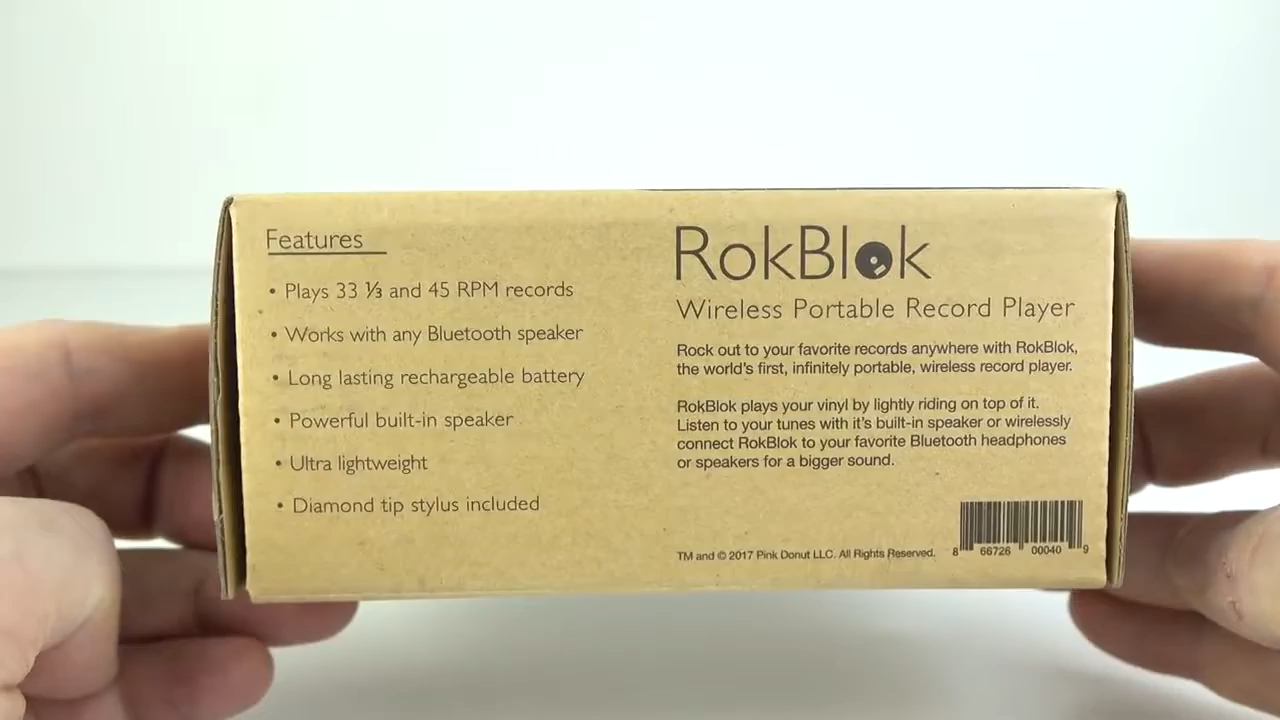 Features
• Plays 33 ⅓ and 45 RPM records
• Works with any Bluetooth speaker
• Long lasting rechargeable battery
• Powerful built-in speaker
• Ultra lightweight
• Diamond tip stylus included
RokBlok
Wireless Portable Record Player
Rock out to your favorite records anywhere with RokBlok,
the world's first, infinitely portable, wireless record player.
RokBlok plays your vinyl by lightly riding on top of it.
Listen to your tunes with it's built-in speaker or wirelessly
connect RokBlok to your favorite Bluetooth headphones
or speakers for a bigger sound.
TM and © 2017 Pink Donut LLC. All Rights Reserved.
8 66726 00040 9